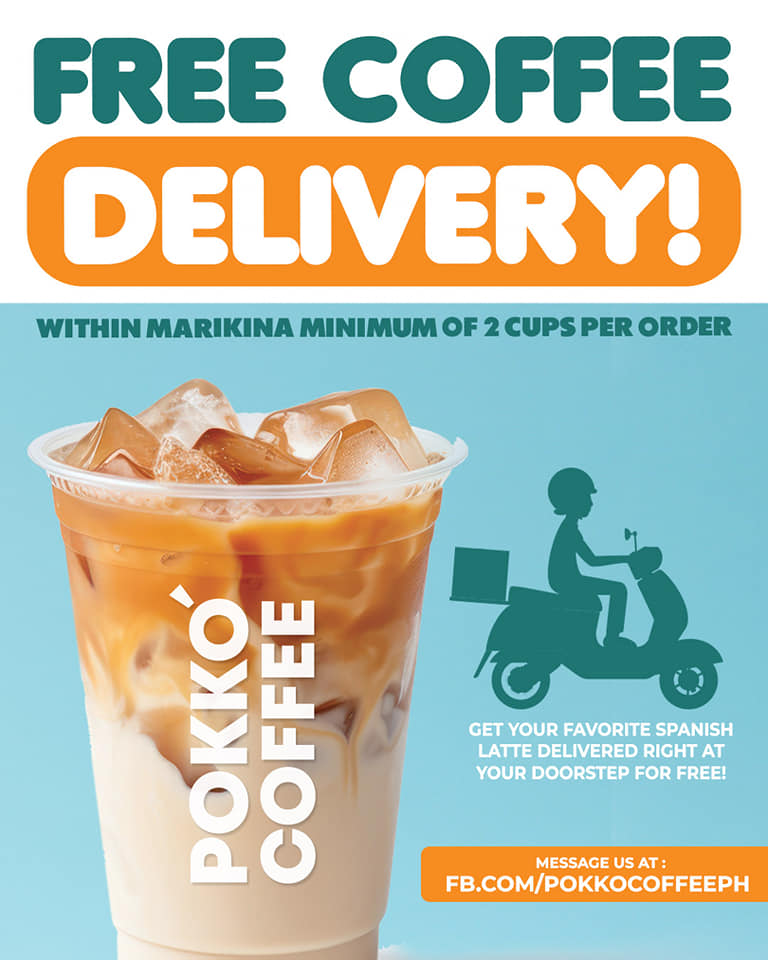 FREE COFFEE
DELIVERY!
WITHIN MARIKINA MINIMUM OF 2 CUPS PER ORDER
POKKÒ
COFFEE
GET YOUR FAVORITE SPANISH
LATTE DELIVERED RIGHT AT
YOUR DOORSTEP FOR FREE!
MESSAGE US AT :
FB.COM/POKKOCOFFEEPH